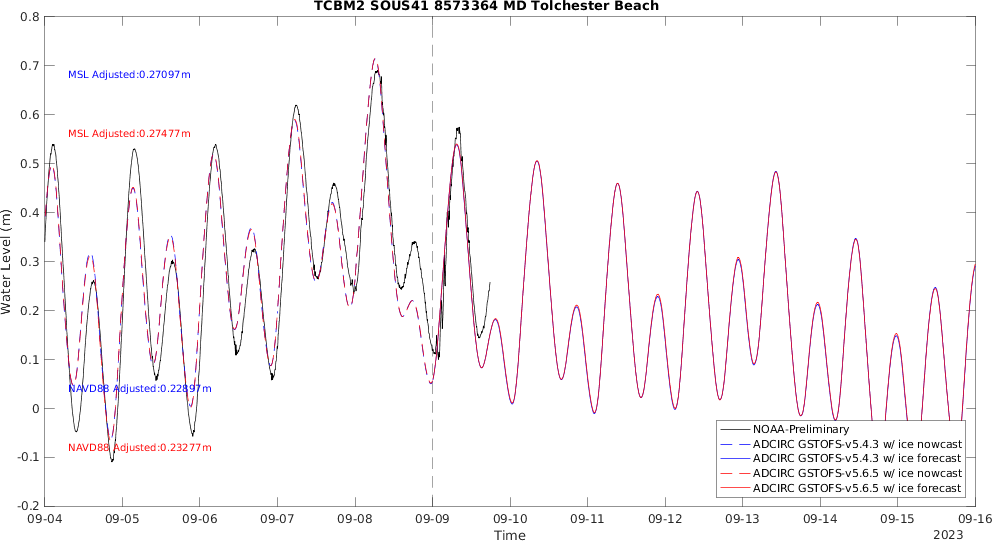 TCBM2 SOUS41 8573364 MD Tolchester Beach
0.8
0.7
0.6
0.5
0.4
0.3
0.2
0.1
0
-0.1
-0.2
Water Level (m)
MSL Adjusted:0.27097m
MSL Adjusted:0.27477m
NAVD88 Adjusted:0.22897m
NAVD88 Adjusted:0.23277m
NOAA-Preliminary
ADCIRC GSTOFS-v5.4.3 w/ ice nowcast
ADCIRC GSTOFS-v5.4.3 w/ ice forecast
ADCIRC GSTOFS-v5.6.5 w/ ice nowcast
ADCIRC GSTOFS-v5.6.5 w/ ice forecast
09-04 09-05 09-06 09-07 09-08 09-09 09-10 09-11 09-12 09-13 09-14 09-15 09-16
Time
2023